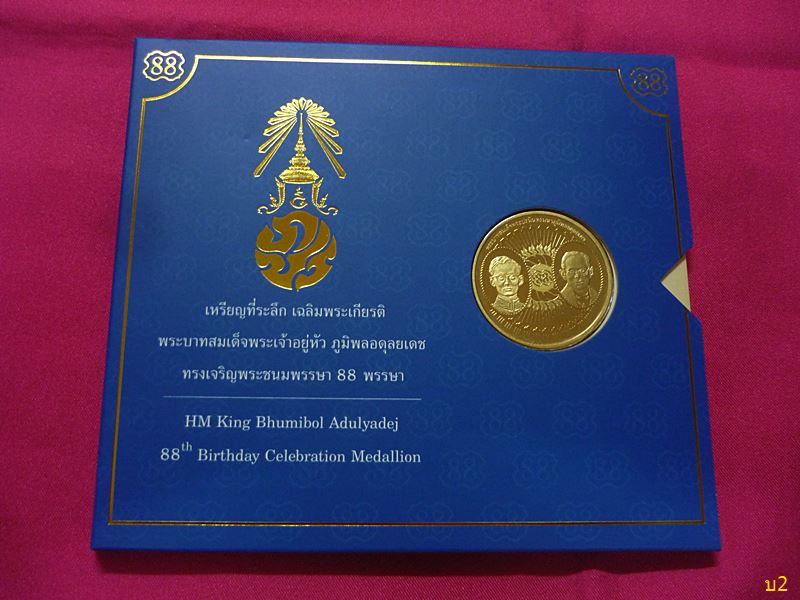 88
88
เหรียญที่ระลึก เฉลิมพระเกียรติ
พระบาทสมเด็จพระเจ้าอยู่หัว ภูมิพลอดุลยเดช
ทรงเจริญพระชนมพรรษา 88 พรรษา
HM King Bhumibol Adulyadej
88th Birthday Celebration Medallion
บ2